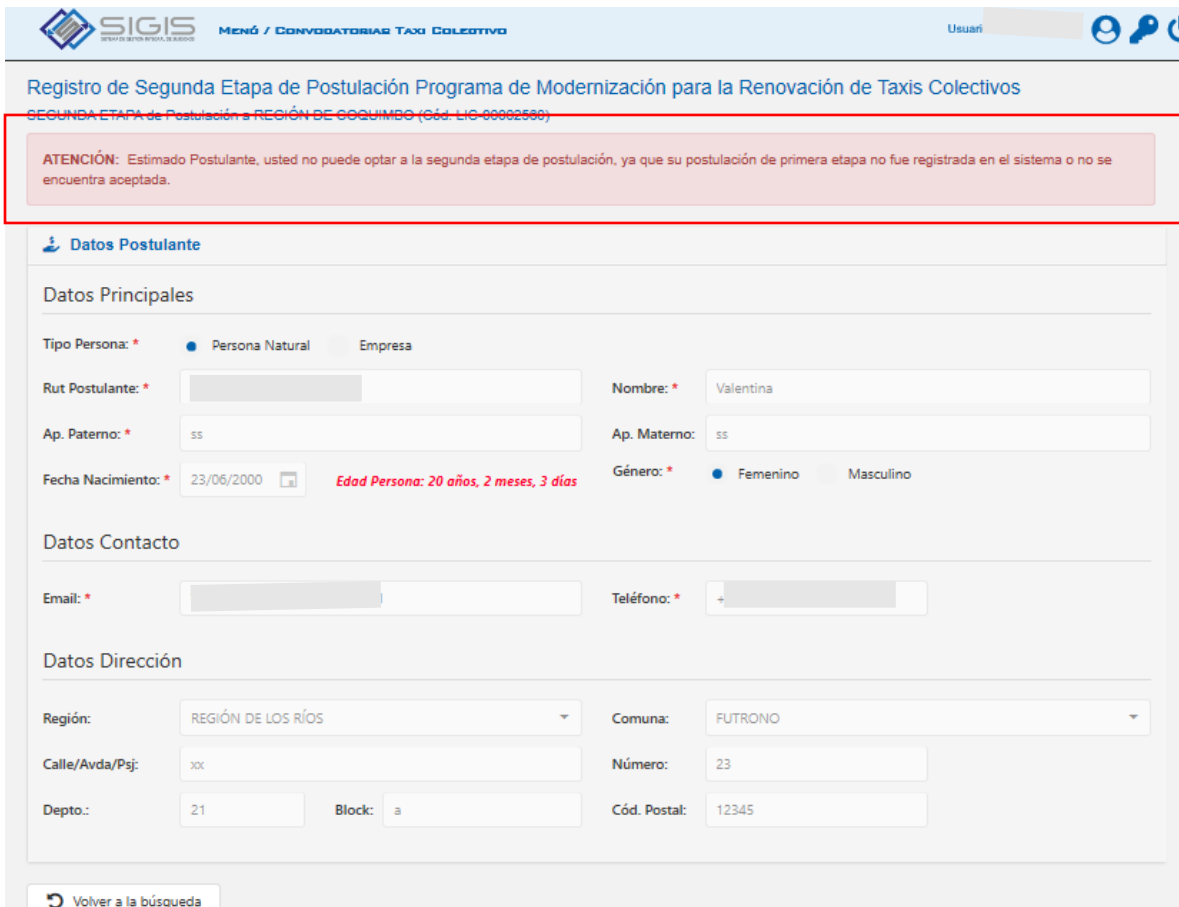 SIGIS
MENÚ / CONVOCATORIAS TAXI COLECTIVO
Usuari
Registro de Segunda Etapa de Postulación Programa de Modernización para la Renovación de Taxis Colectivos
SEGUNDA ETAPA de Postulación a REGIÓN DE COQUIMBO (Cód. LIC-00002560)
ATENCIÓN: Estimado Postulante, usted no puede optar a la segunda etapa de postulación, ya que su postulación de primera etapa no fue registrada en el sistema o no se
encuentra aceptada.
Datos Postulante
Datos Principales
Tipo Persona: * Persona Natural Empresa
Rut Postulante: * Nombre: * Valentina
Ap. Paterno: * ss Ap. Materno: ss
Fecha Nacimiento: * 23/06/2000 Edad Persona: 20 años, 2 meses, 3 días Género: * Femenino Masculino
Datos Contacto
Email: * Teléfono: * +
Datos Dirección
Región: REGIÓN DE LOS RÍOS Comuna: FUTRONO
Calle/Avda/Psj: xx Número: 23
Depto.: 21 Block: a Cód. Postal: 12345
Volver a la búsqueda